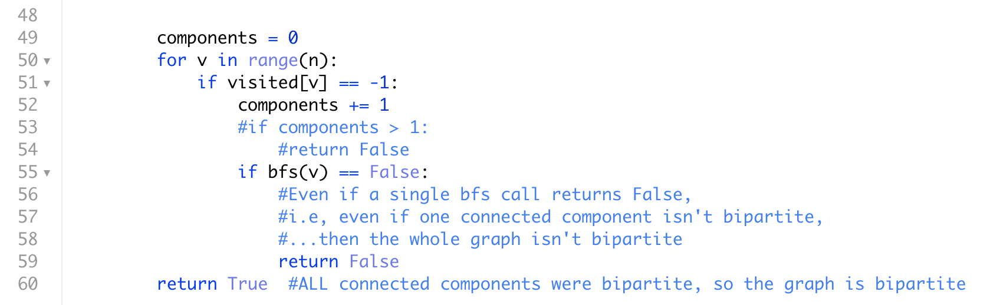 48
49 components = 0
50 for v in range(n):
51 if visited[v] == -1:
52 components += 1
53 #if components > 1:
54 #return False
55 if bfs(v) == False:
56 #Even if a single bfs call returns False,
57 #i.e, even if one connected component isn't bipartite,
58 #...then the whole graph isn't bipartite
59 return False
60 return True  #ALL connected components were bipartite, so the graph is bipartite